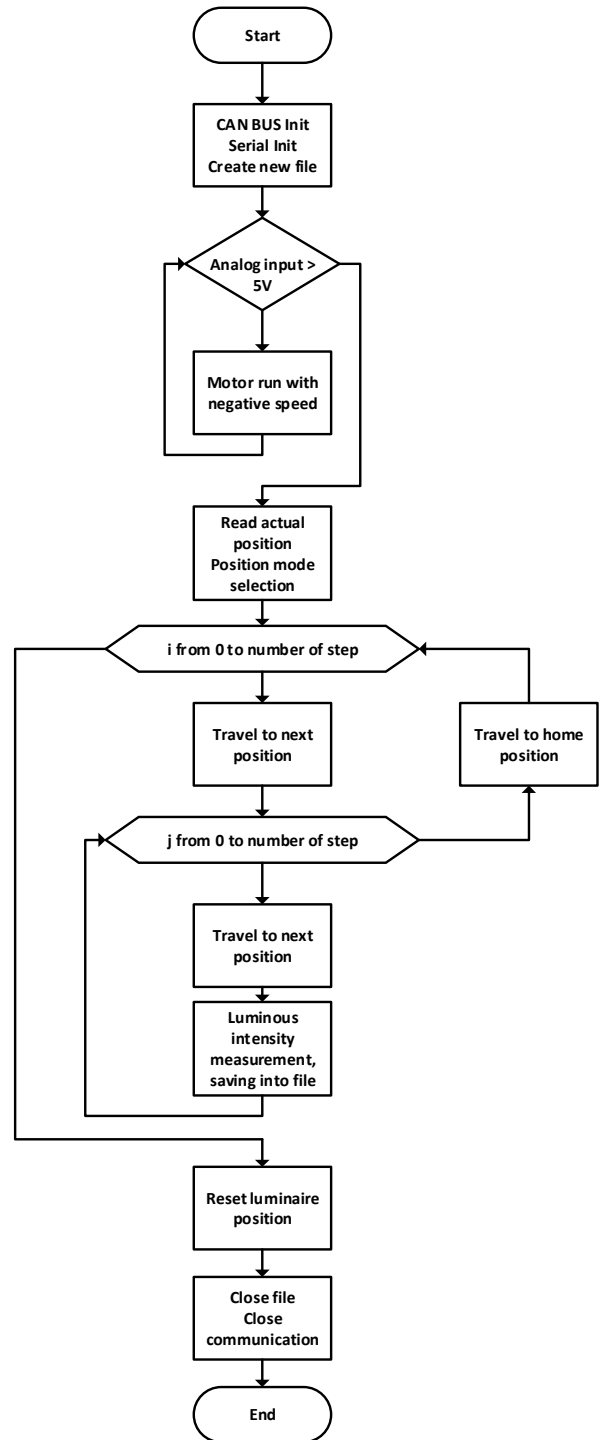 Start
CAN BUS Init
Serial Init
Create new file
Analog input >
5V
Motor run with
negative speed
Read actual
position
Position mode
selection
i from 0 to number of step
Travel to next
position
Travel to home
position
j from 0 to number of step
Travel to next
position
Luminous
intensity
measurement,
saving into file
Reset luminaire
position
Close file
Close
communication
End